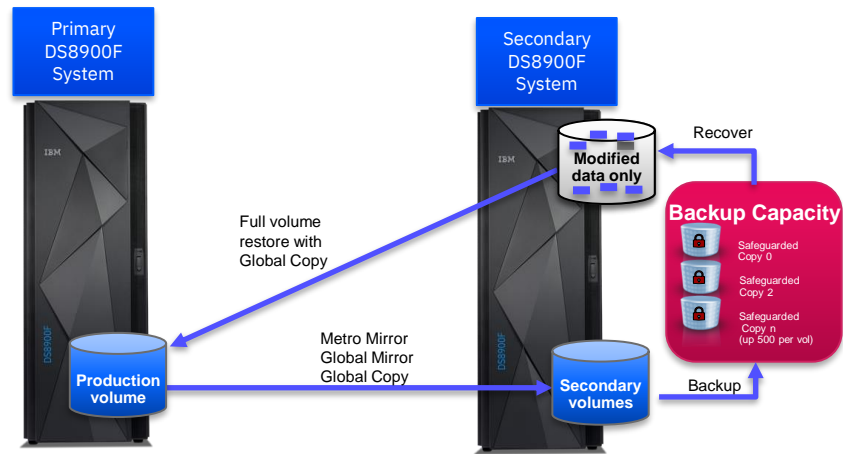 Primary
DS8900F
System
Secondary
DS8900F
System
IBM
IBM
Modified
data only
Recover
Backup Capacity
Safeguarded
Copy 0
Safeguarded
Copy 2
Safeguarded
Copy n
(up 500 per vol)
Full volume
restore with
Global Copy
DS8900F
DS8900F
Metro Mirror
Global Mirror
Global Copy
Production
volume
Secondary
volumes
Backup